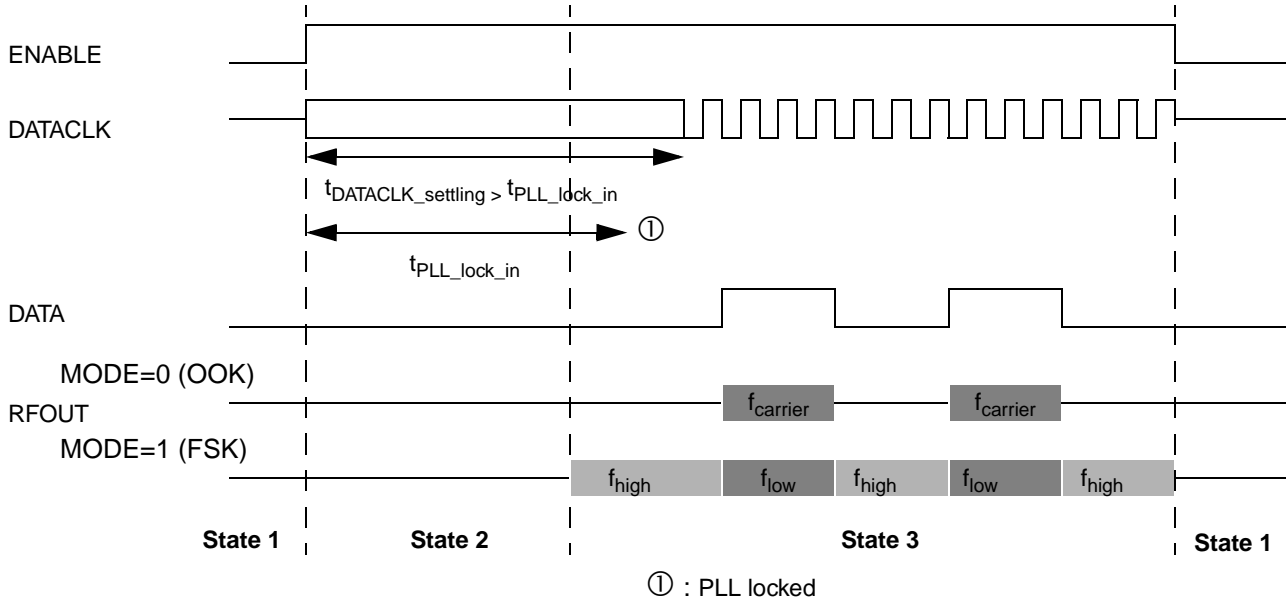 ENABLE
DATACLK
tDATACLK_settling > tPLL_lock_in
①
tPLL_lock_in
DATA
MODE=0 (OOK)
fcarrier fcarrier
RFOUT
MODE=1 (FSK)
fhigh flow fhigh flow fhigh
State 1 State 2 State 3 State 1
① : PLL locked